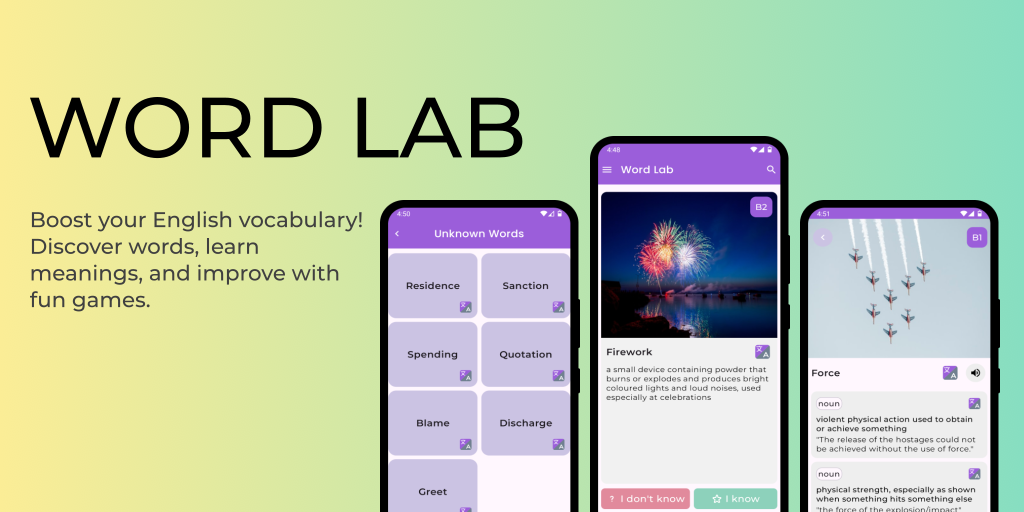 WORD LAB
Boost your English vocabulary!
Discover words, learn
meanings, and improve with
fun games.
4:50
Unknown Words
Residence
Sanction
Spending
Quotation
Blame
Discharge
Greet
4:48
Word Lab
B2
Firework
a small device containing powder that
burns or explodes and produces bright
coloured lights and loud noises, used
especially at celebrations
? I don't know
I know
4:51
B1
Force
noun
violent physical action used to obtain
or achieve something
"The release of the hostages could not
be achieved without the use of force."
noun
physical strength, especially as shown
when something hits something else
"the force of the explosion/impact"